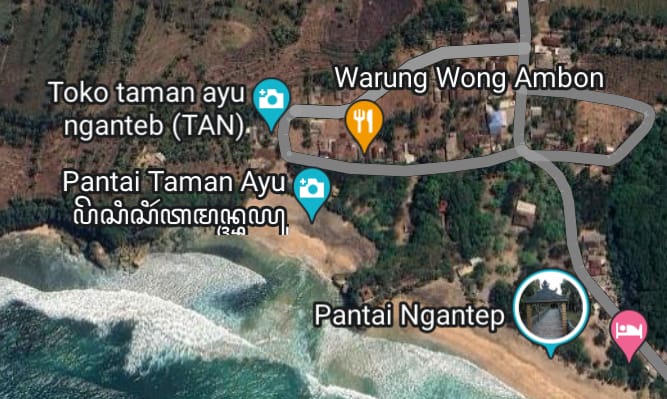 Warung Wong Ambon
Toko taman ayu
nganteb (TAN)
Pantai Taman Ayu
Pantai Ngantep